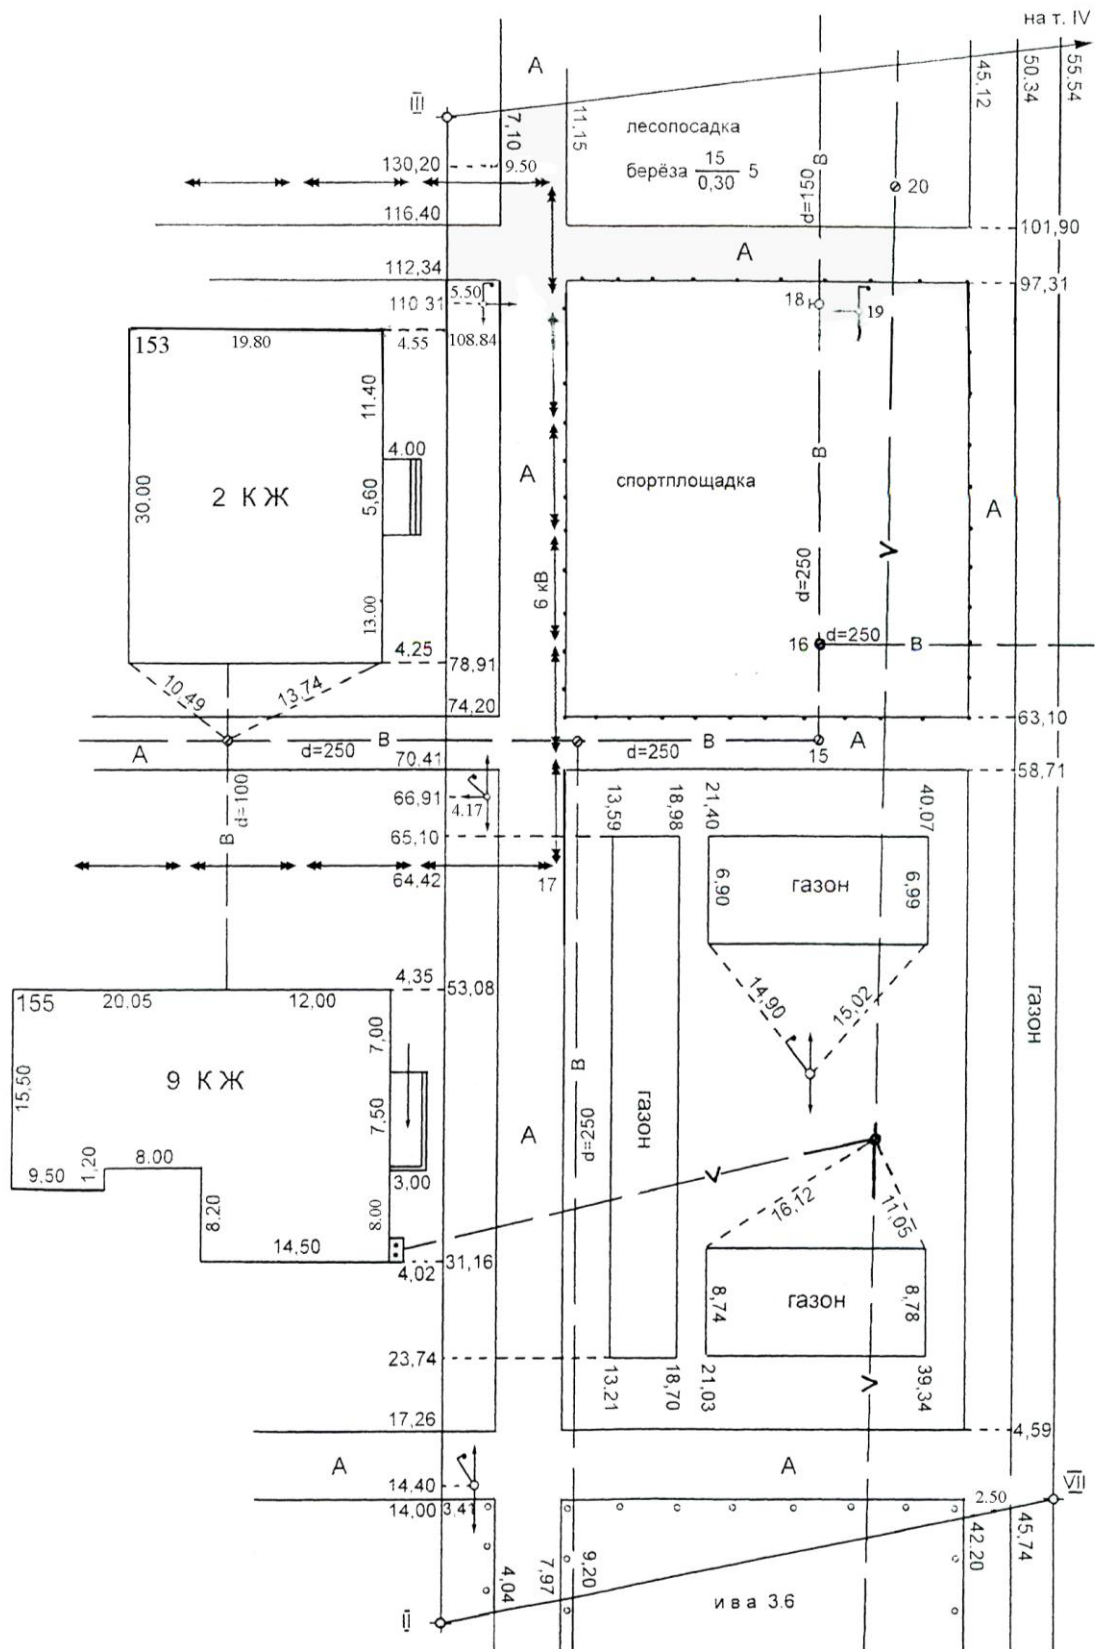 на т. IV
А
III
7,10
11,15
45,12
50.34
55.54
лесопосадка
берёза 15/0,30 5
d=150
В
20
130,20
9.50
116,40
101,90
А
112,34
97,31
5.50
110 31
18
19
153
19.80
4.55
108.84
11.40
4.00
2 КЖ
30.00
5,60
А
спортплощадка
В
А
d=250
6 кВ
13.00
16
d=250
В
4,25
78,91
10,49
13,74
74,20
63,10
А
d=250
В
d=250
В
15
А
70.41
58,71
66,91
4.17
d=100
В
65,10
13,59
18,98
21,40
40.07
64.42
17
6.90
газон
6,99
4,35
53,08
155
20.05
12,00
14,90
15,02
7,00
газон
9 КЖ
15,50
7,50
В
d=250
газон
А
9.50
1,20
8.00
3,00
8.20
8.00
16,12
11,05
14,50
4,02
31,16
8,74
газон
8,78
23,74
13.21
18,70
21,03
39,34
17,26
4,59
А
А
14,40
14,00
3,41
2.50
VII
42.20
45,74
4,04
7,97
9,20
II
ива 3.6